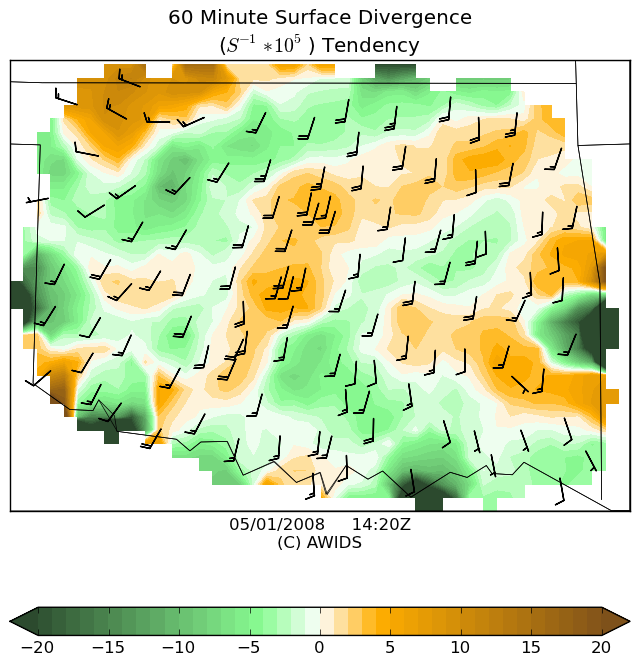 60 Minute Surface Divergence
(S⁻¹ * 10⁵ ) Tendency
05/01/2008 14:20Z
(C) AWIDS
−20 −15 −10 −5 0 5 10 15 20